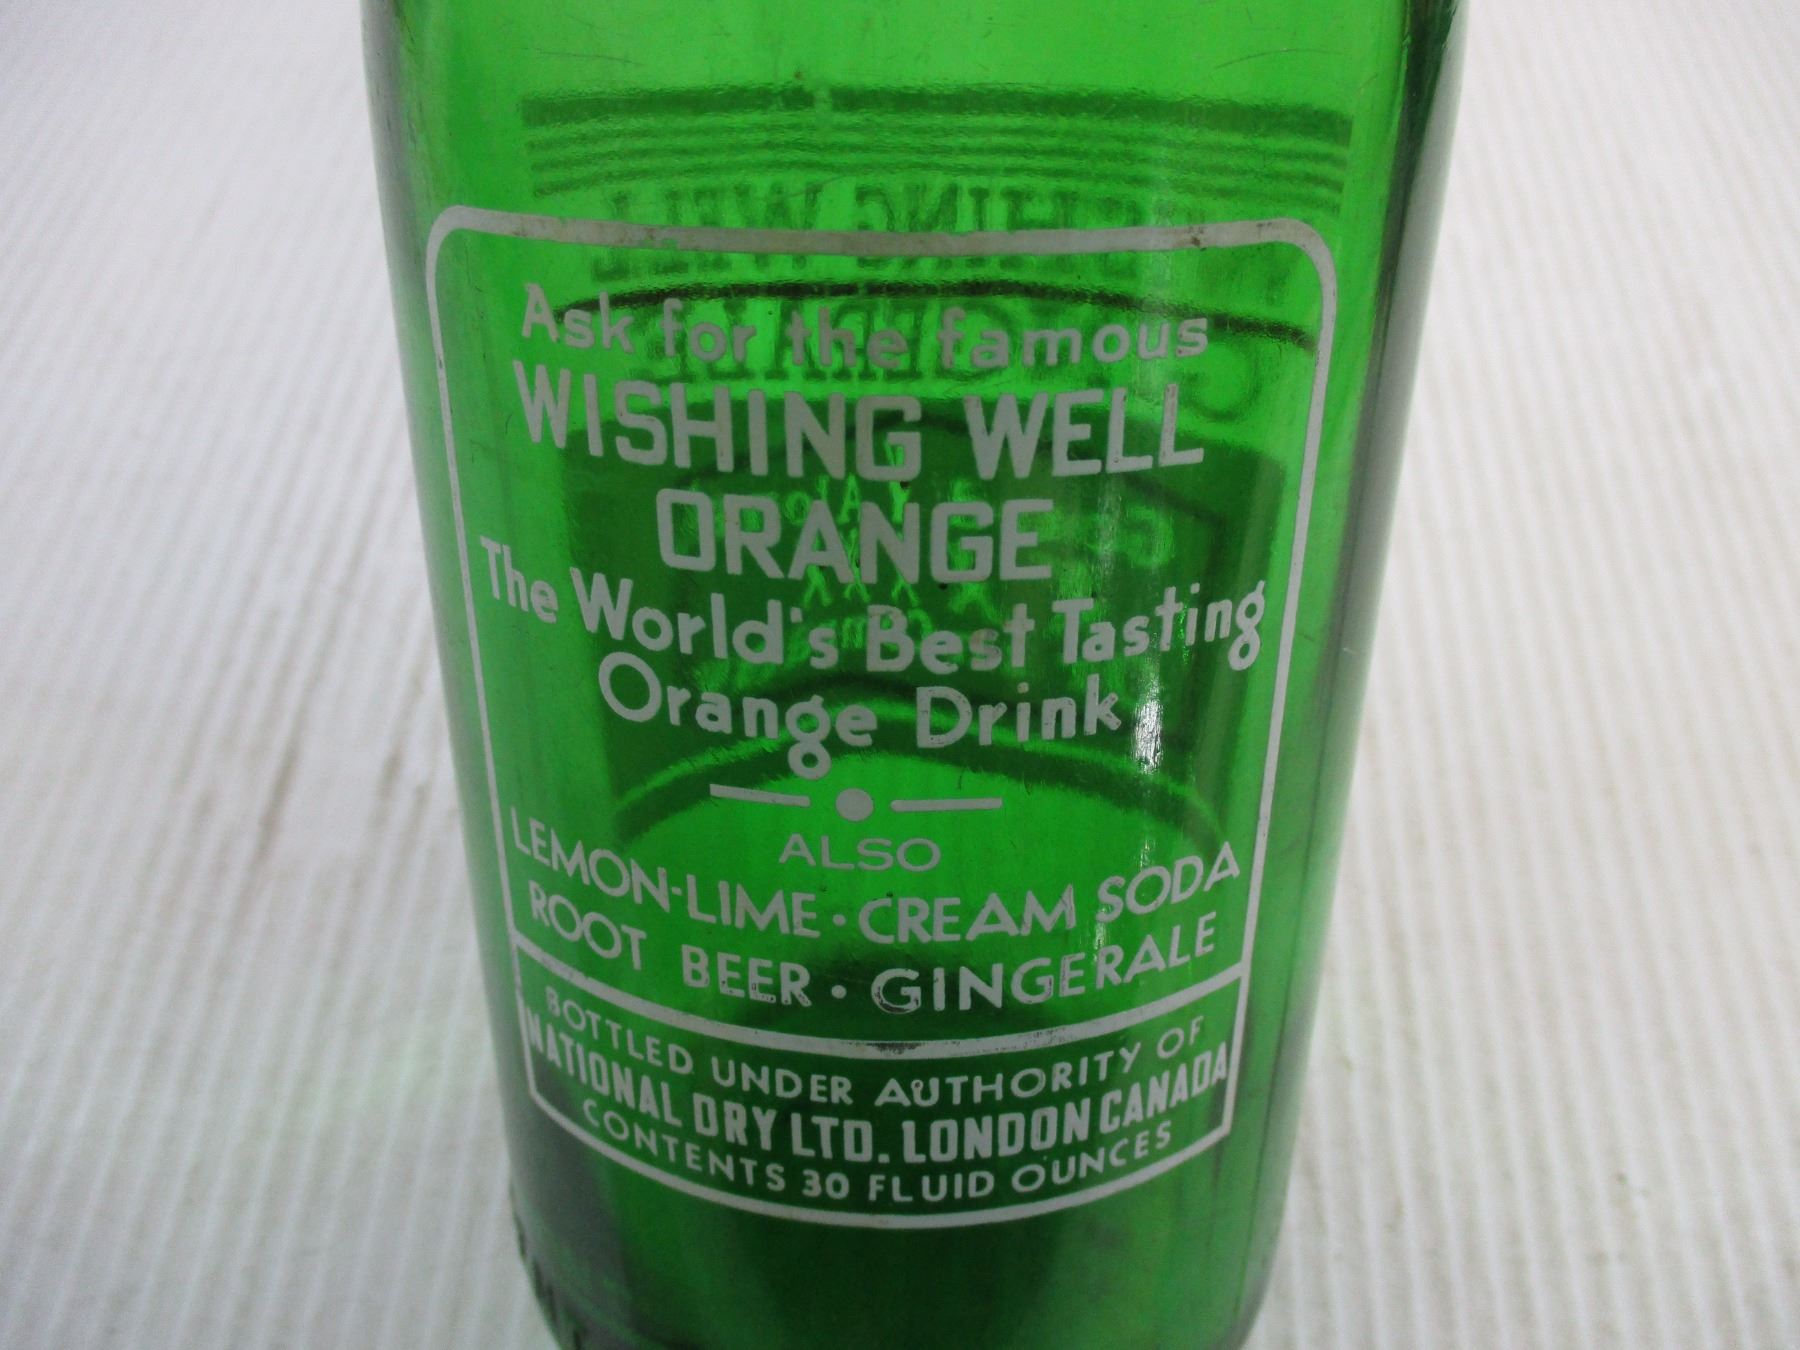 Ask for the famous
WISHING WELL
ORANGE
The World's Best Tasting
Orange Drink
ALSO
LEMON-LIME • CREAM SODA
ROOT BEER • GINGERALE
BOTTLED UNDER AUTHORITY OF
NATIONAL DRY LTD. LONDON CANADA
CONTENTS 30 FLUID OUNCES